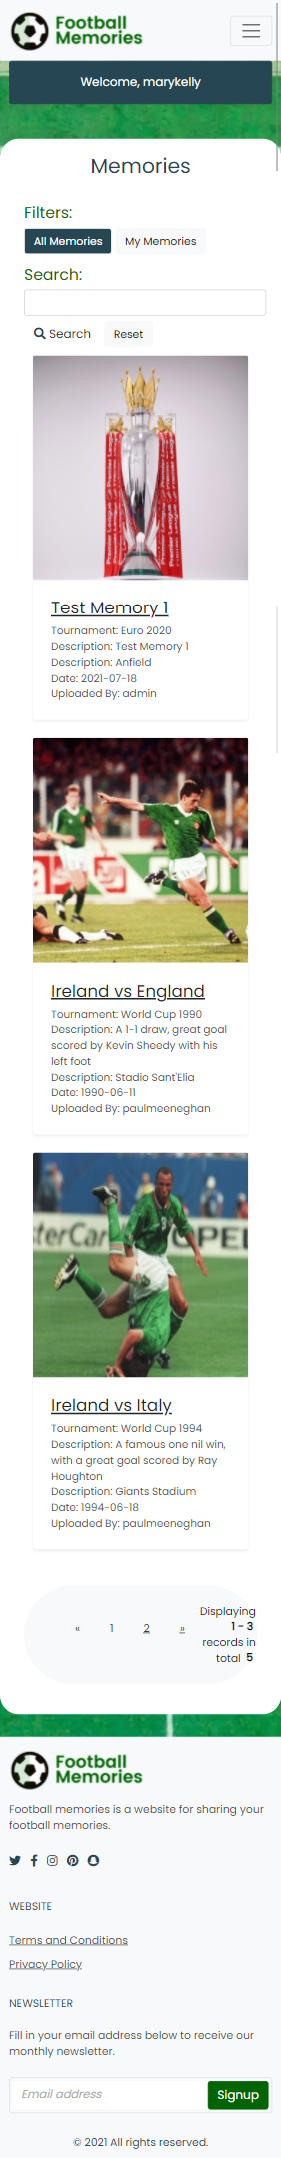 Football
Memories
Welcome, marykelly
Memories
Filters:
All Memories
My Memories
Search:
Search
Reset
Test Memory 1
Tournament: Euro 2020
Description: Test Memory 1
Description: Anfield
Date: 2021-07-18
Uploaded By: admin
Ireland vs England
Tournament: World Cup 1990
Description: A 1-1 draw, great goal
scored by Kevin Sheedy with his
left foot
Description: Stadio Sant'Elia
Date: 1990-06-11
Uploaded By: paulmeeneghan
Ireland vs Italy
Tournament: World Cup 1994
Description: A famous one nil win,
with a great goal scored by Ray
Houghton
Description: Giants Stadium
Date: 1994-06-18
Uploaded By: paulmeeneghan
« 1 2 »
Displaying
1 - 3
records in
total 5
Football
Memories
Football memories is a website for sharing your
football memories.
WEBSITE
Terms and Conditions
Privacy Policy
NEWSLETTER
Fill in your email address below to receive our
monthly newsletter.
Email address
Signup
© 2021 All rights reserved.